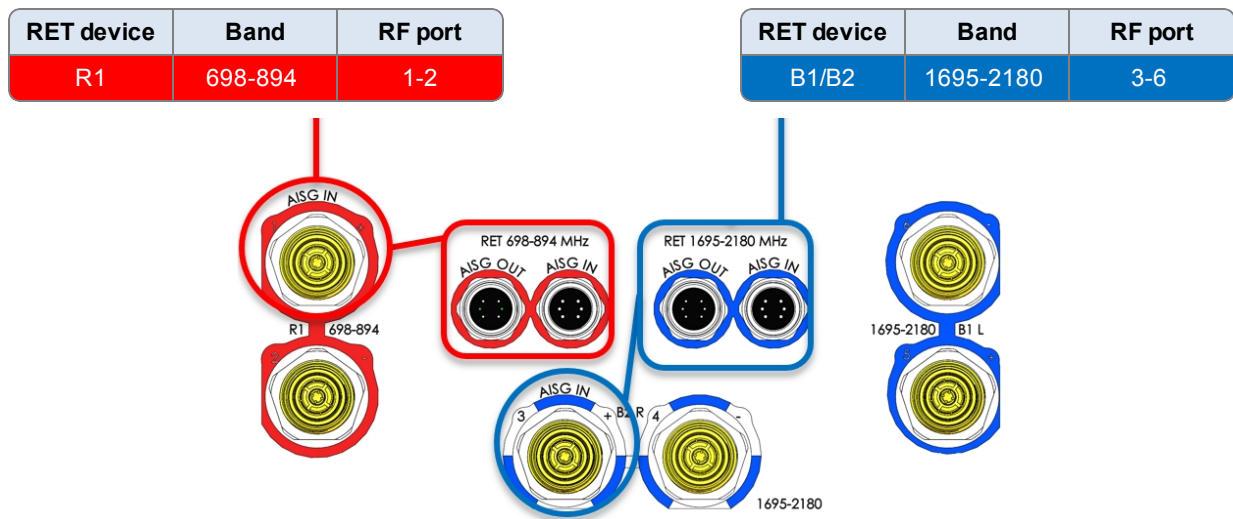 RET device Band RF port
R1 698-894 1-2
RET device Band RF port
B1/B2 1695-2180 3-6
AISG IN
R1 698-894
2 -
RET 698-894 MHz
AISG OUT AISG IN
RET 1695-2180 MHz
AISG OUT AISG IN
1695-2180 B1 L
5
AISG IN
3 + B2 R 4 -
1695-2180